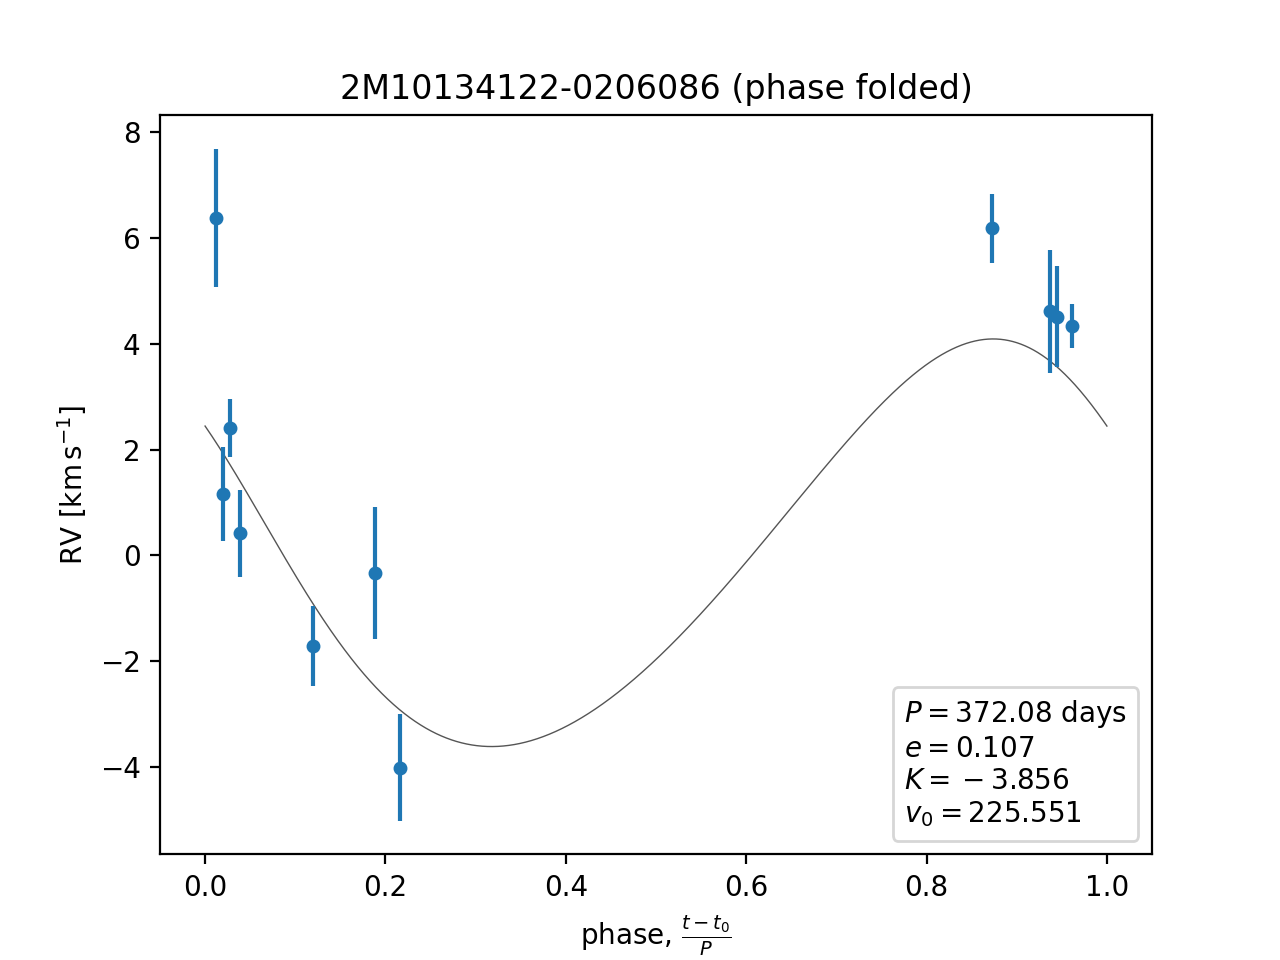 2M10134122-0206086 (phase folded)
8
6
4
2
0
−2
−4
RV [km s⁻¹]
P = 372.08 days
e = 0.107
K = − 3.856
v₀ = 225.551
0.0 0.2 0.4 0.6 0.8 1.0
phase, (t − t₀)/P